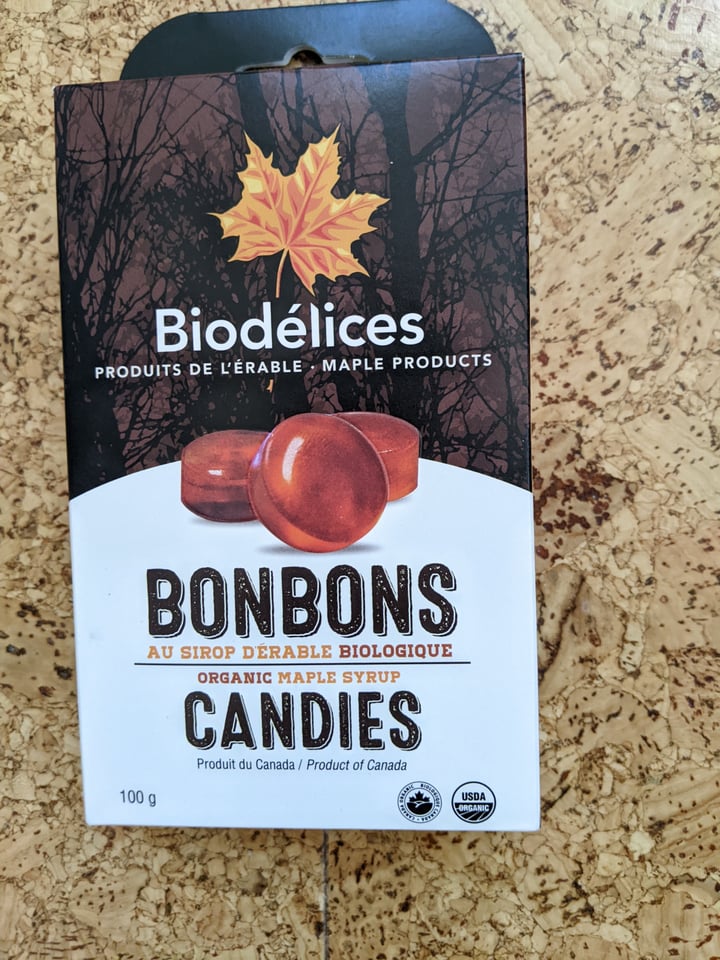 Biodélices
PRODUITS DE L'ÉRABLE · MAPLE PRODUCTS
BONBONS
AU SIROP D'ÉRABLE BIOLOGIQUE
ORGANIC MAPLE SYRUP
CANDIES
Produit du Canada / Product of Canada
100 g
USDA
ORGANIC